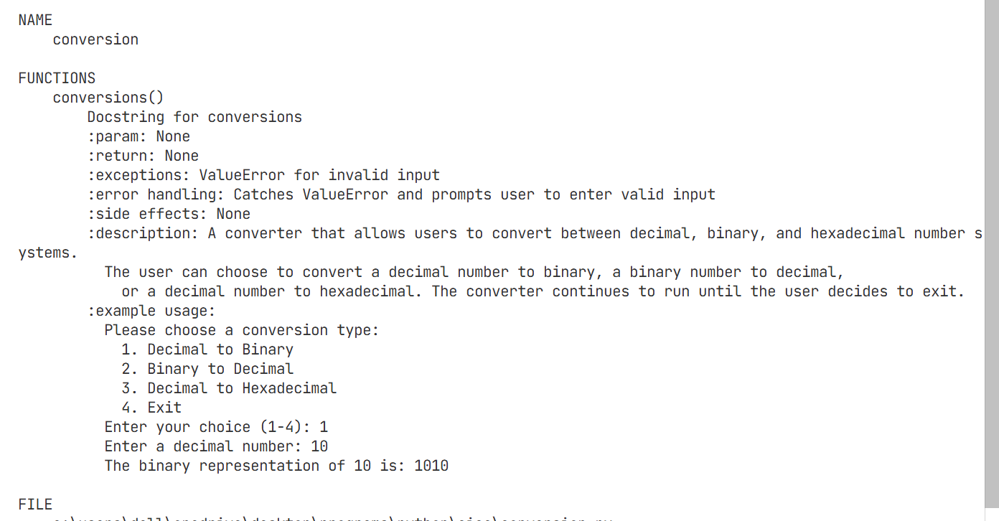 NAME
conversion
FUNCTIONS
conversions()
Docstring for conversions
:param: None
:return: None
:exceptions: ValueError for invalid input
:error handling: Catches ValueError and prompts user to enter valid input
:side effects: None
:description: A converter that allows users to convert between decimal, binary, and hexadecimal number s
ystems.
The user can choose to convert a decimal number to binary, a binary number to decimal,
or a decimal number to hexadecimal. The converter continues to run until the user decides to exit.
:example usage:
Please choose a conversion type:
1. Decimal to Binary
2. Binary to Decimal
3. Decimal to Hexadecimal
4. Exit
Enter your choice (1-4): 1
Enter a decimal number: 10
The binary representation of 10 is: 1010
FILE